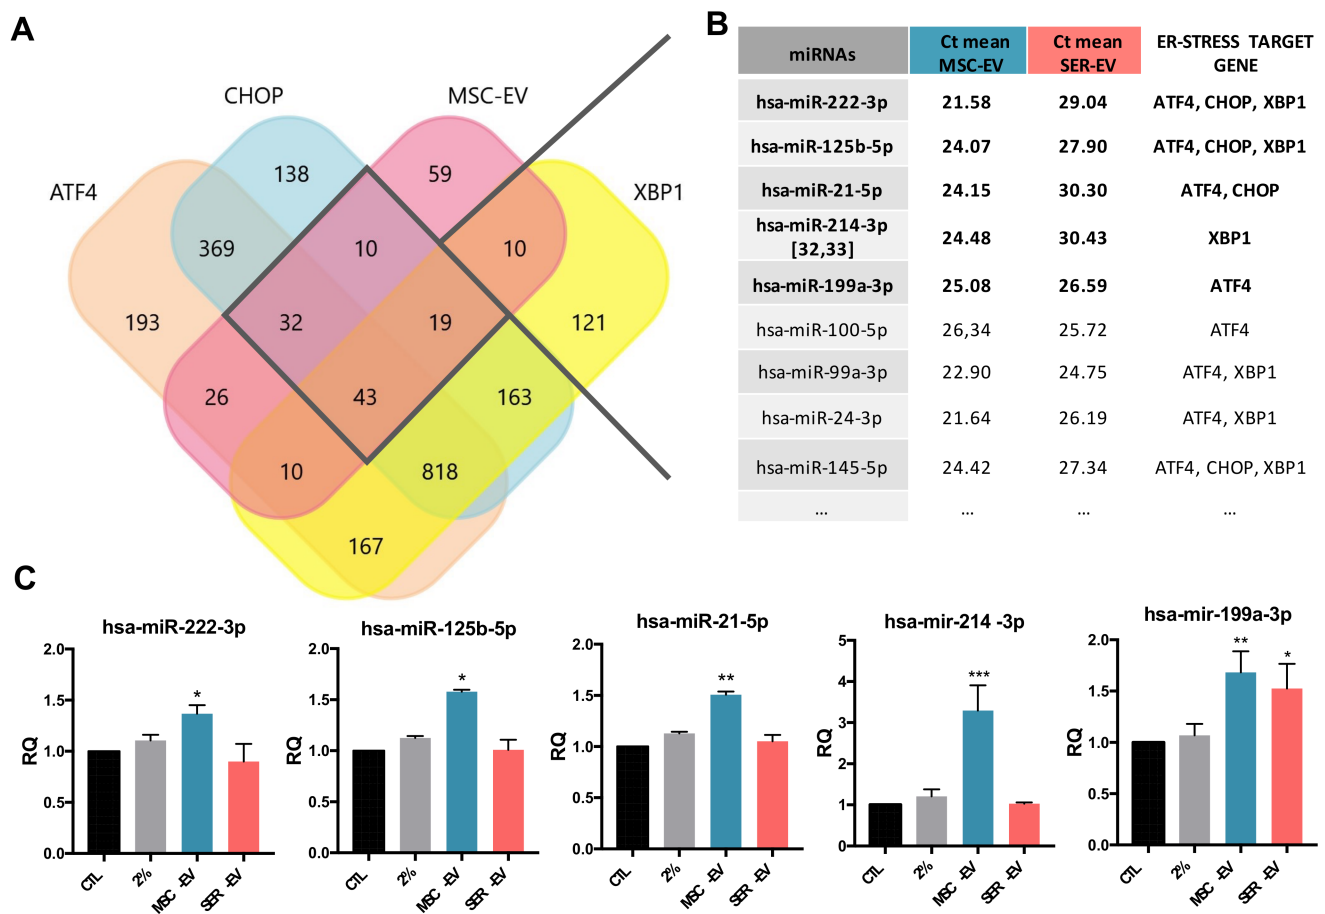 A
CHOP
MSC-EV
ATF4
XBP1
138
59
369
10
10
193
32
19
121
26
43
163
10
818
167
B
miRNAs
Ct mean
MSC-EV
Ct mean
SER-EV
ER-STRESS TARGET
GENE
hsa-miR-222-3p 21.58 29.04 ATF4, CHOP, XBP1
hsa-miR-125b-5p 24.07 27.90 ATF4, CHOP, XBP1
hsa-miR-21-5p 24.15 30.30 ATF4, CHOP
hsa-miR-214-3p
[32,33] 24.48 30.43 XBP1
hsa-miR-199a-3p 25.08 26.59 ATF4
hsa-miR-100-5p 26,34 25.72 ATF4
hsa-miR-99a-3p 22.90 24.75 ATF4, XBP1
hsa-miR-24-3p 21.64 26.19 ATF4, XBP1
hsa-miR-145-5p 24.42 27.34 ATF4, CHOP, XBP1
... ... ... ...
C
hsa-miR-222-3p
RQ
2.0
1.5
1.0
0.5
0.0
*
CTL 2% MSC -EV SER -EV
hsa-miR-125b-5p
RQ
2.0
1.5
1.0
0.5
0.0
*
CTL 2% MSC -EV SER -EV
hsa-miR-21-5p
RQ
2.0
1.5
1.0
0.5
0.0
**
CTL 2% MSC -EV SER -EV
hsa-mir-214 -3p
RQ
5
4
3
2
1
0
***
CTL 2% MSC -EV SER -EV
hsa-mir-199a-3p
RQ
2.0
1.5
1.0
0.5
0.0
**
*
CTL 2% MSC -EV SER -EV